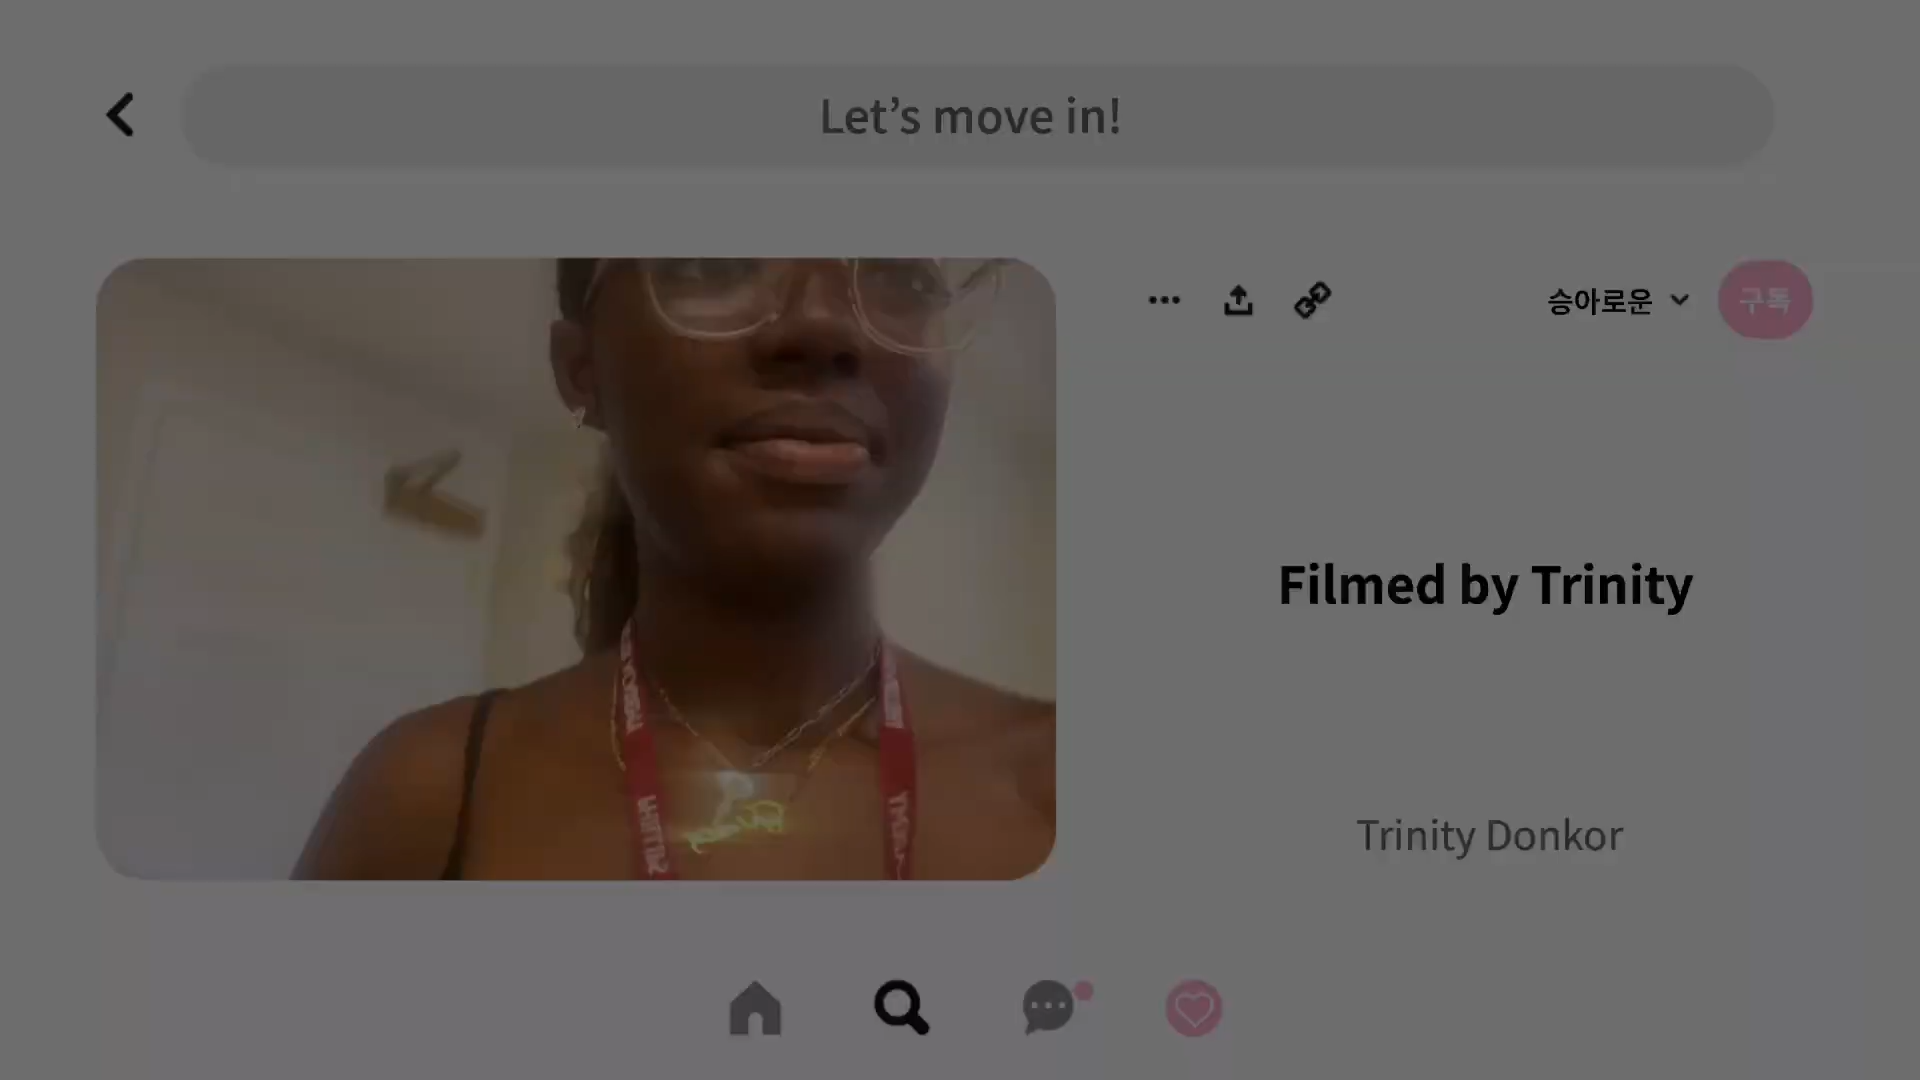 Let’s move in!
승아로운
구독
Filmed by Trinity
Trinity Donkor